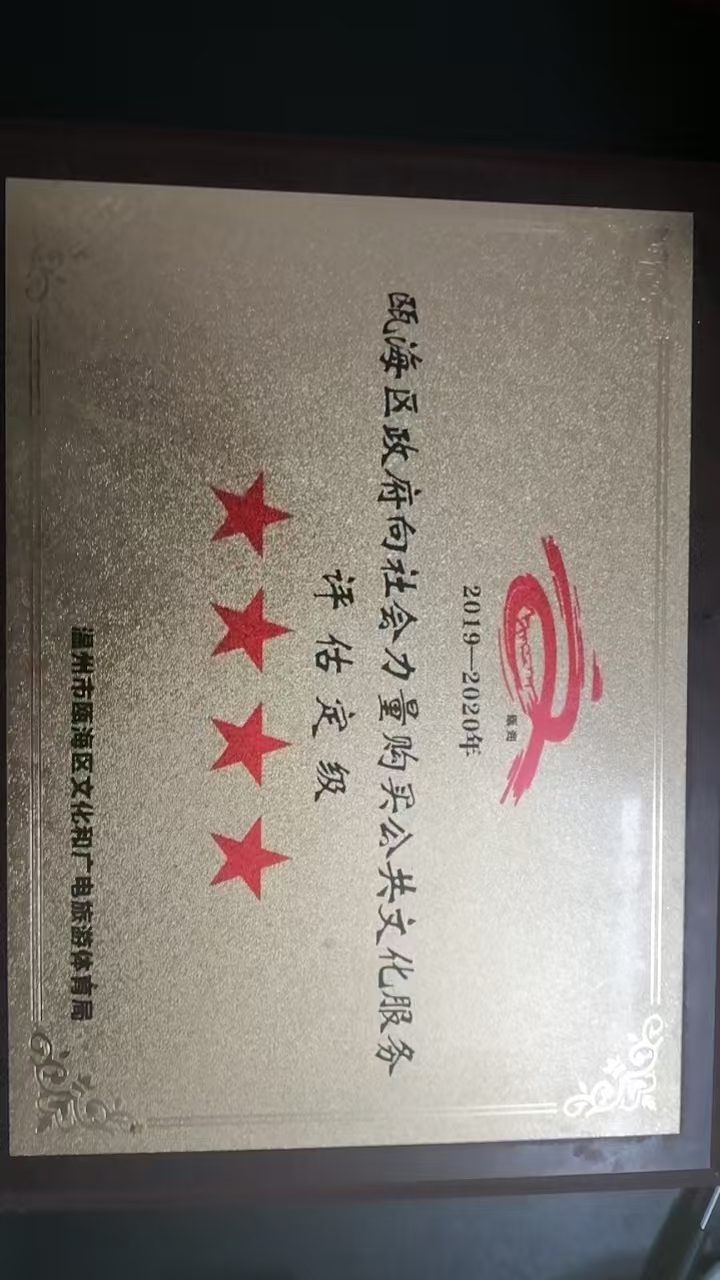 2019—2020年
瓯海区政府向社会力量购买公共文化服务
评估定级
温州市瓯海区文化和广电旅游体育局